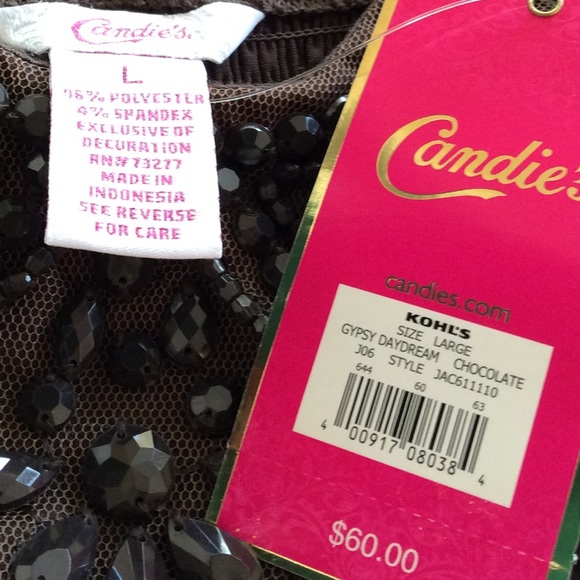 Candie's
L
96% POLYESTER
4% SPANDEX
EXCLUSIVE OF
DECORATION
RN# 73277
MADE IN
INDONESIA
SEE REVERSE
FOR CARE
Candie's
candies.com
KOHL'S
SIZE LARGE
GYPSY DAYDREAM CHOCOLATE
J06 STYLE JAC611110
644 60 63
4 00917 08038 4
$60.00